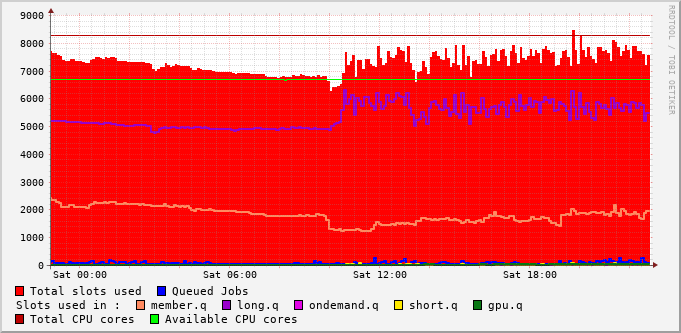 9000
8000
7000
6000
5000
4000
3000
2000
1000
0
Sat 00:00 Sat 06:00 Sat 12:00 Sat 18:00
RRDTOOL / TOBI OETIKER
Total slots used Queued Jobs
Slots used in : member.q long.q ondemand.q short.q gpu.q
Total CPU cores Available CPU cores